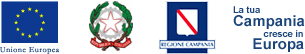 Unione Europea
REGIONE CAMPANIA
La tua
Campania
cresce in
Europa